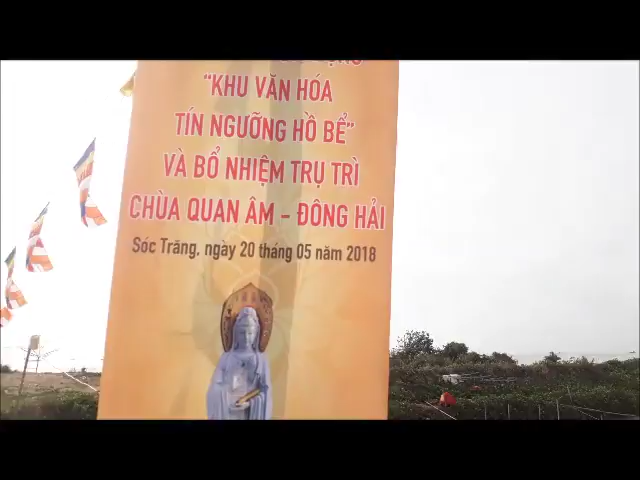 "KHU VĂN HÓA
TÍN NGƯỠNG HỒ BỂ"
VÀ BỔ NHIỆM TRỤ TRÌ
CHÙA QUAN ÂM - ĐÔNG HẢI
Sóc Trăng, ngày 20 tháng 05 năm 2018